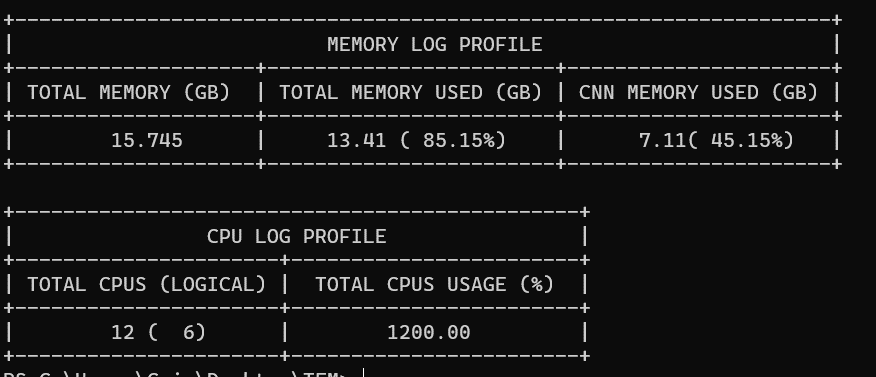 MEMORY LOG PROFILE
TOTAL MEMORY (GB) | TOTAL MEMORY USED (GB) | CNN MEMORY USED (GB)
15.745 | 13.41 ( 85.15%) | 7.11( 45.15%)
CPU LOG PROFILE
TOTAL CPUS (LOGICAL) | TOTAL CPUS USAGE (%)
12 (  6) | 1200.00